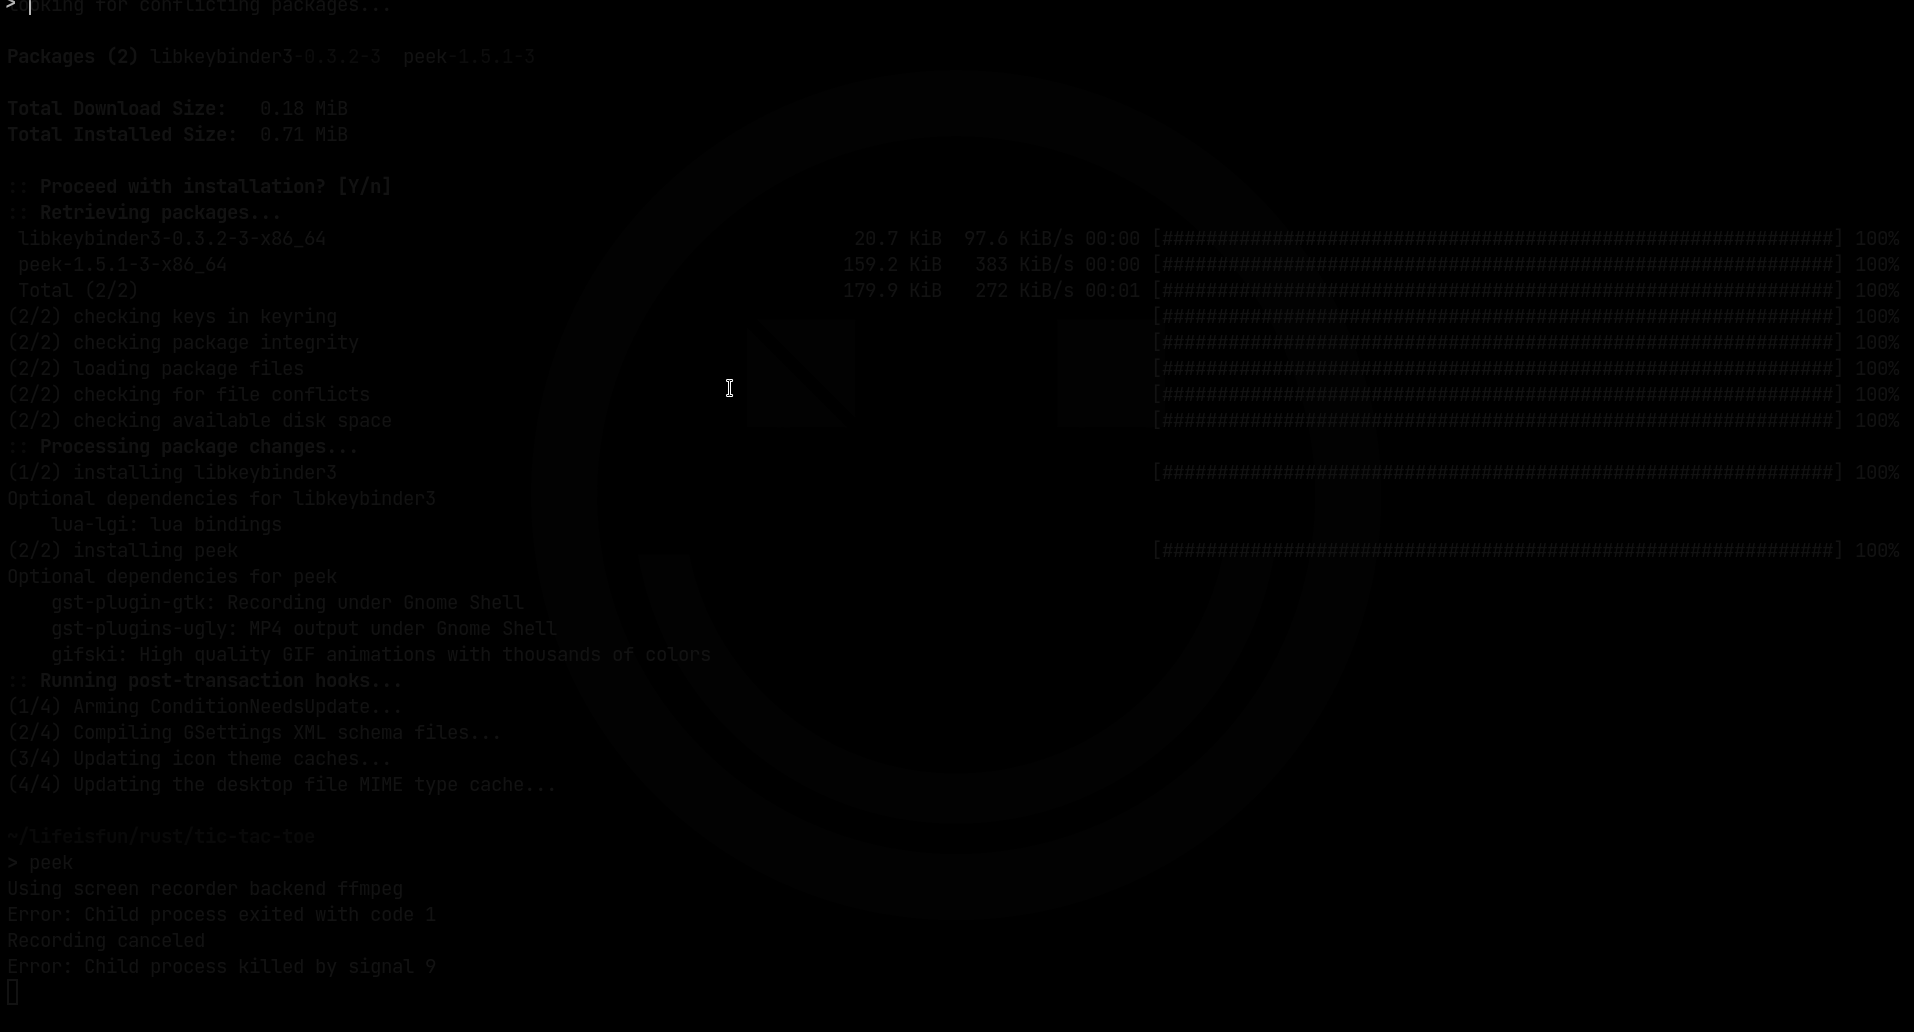 > ooking for conflicting packages...
Packages (2) libkeybinder3-0.3.2-3  peek-1.5.1-3
Total Download Size:   0.18 MiB
Total Installed Size:  0.71 MiB
:: Proceed with installation? [Y/n]
:: Retrieving packages...
libkeybinder3-0.3.2-3-x86_64 20.7 KiB  97.6 KiB/s 00:00 [#############################################################] 100%
peek-1.5.1-3-x86_64 159.2 KiB   383 KiB/s 00:00 [#############################################################] 100%
Total (2/2) 179.9 KiB   272 KiB/s 00:01 [#############################################################] 100%
(2/2) checking keys in keyring [#############################################################] 100%
(2/2) checking package integrity [#############################################################] 100%
(2/2) loading package files [#############################################################] 100%
(2/2) checking for file conflicts [#############################################################] 100%
(2/2) checking available disk space [#############################################################] 100%
:: Processing package changes...
(1/2) installing libkeybinder3 [#############################################################] 100%
Optional dependencies for libkeybinder3
    lua-lgi: lua bindings
(2/2) installing peek [#############################################################] 100%
Optional dependencies for peek
    gst-plugin-gtk: Recording under Gnome Shell
    gst-plugins-ugly: MP4 output under Gnome Shell
    gifski: High quality GIF animations with thousands of colors
:: Running post-transaction hooks...
(1/4) Arming ConditionNeedsUpdate...
(2/4) Compiling GSettings XML schema files...
(3/4) Updating icon theme caches...
(4/4) Updating the desktop file MIME type cache...
~/lifeisfun/rust/tic-tac-toe
> peek
Using screen recorder backend ffmpeg
Error: Child process exited with code 1
Recording canceled
Error: Child process killed by signal 9